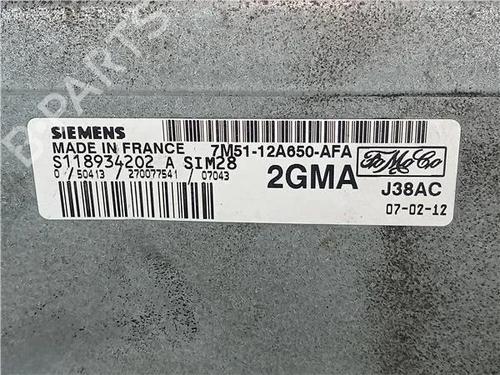 SIEMENS
MADE IN FRANCE 7M51-12A650-AFA
S118934202 A SIM28
0 / 50413 / 270077541 / 07043
2GMA
FoMoCo
J38AC
07-02-12
B-PARTS